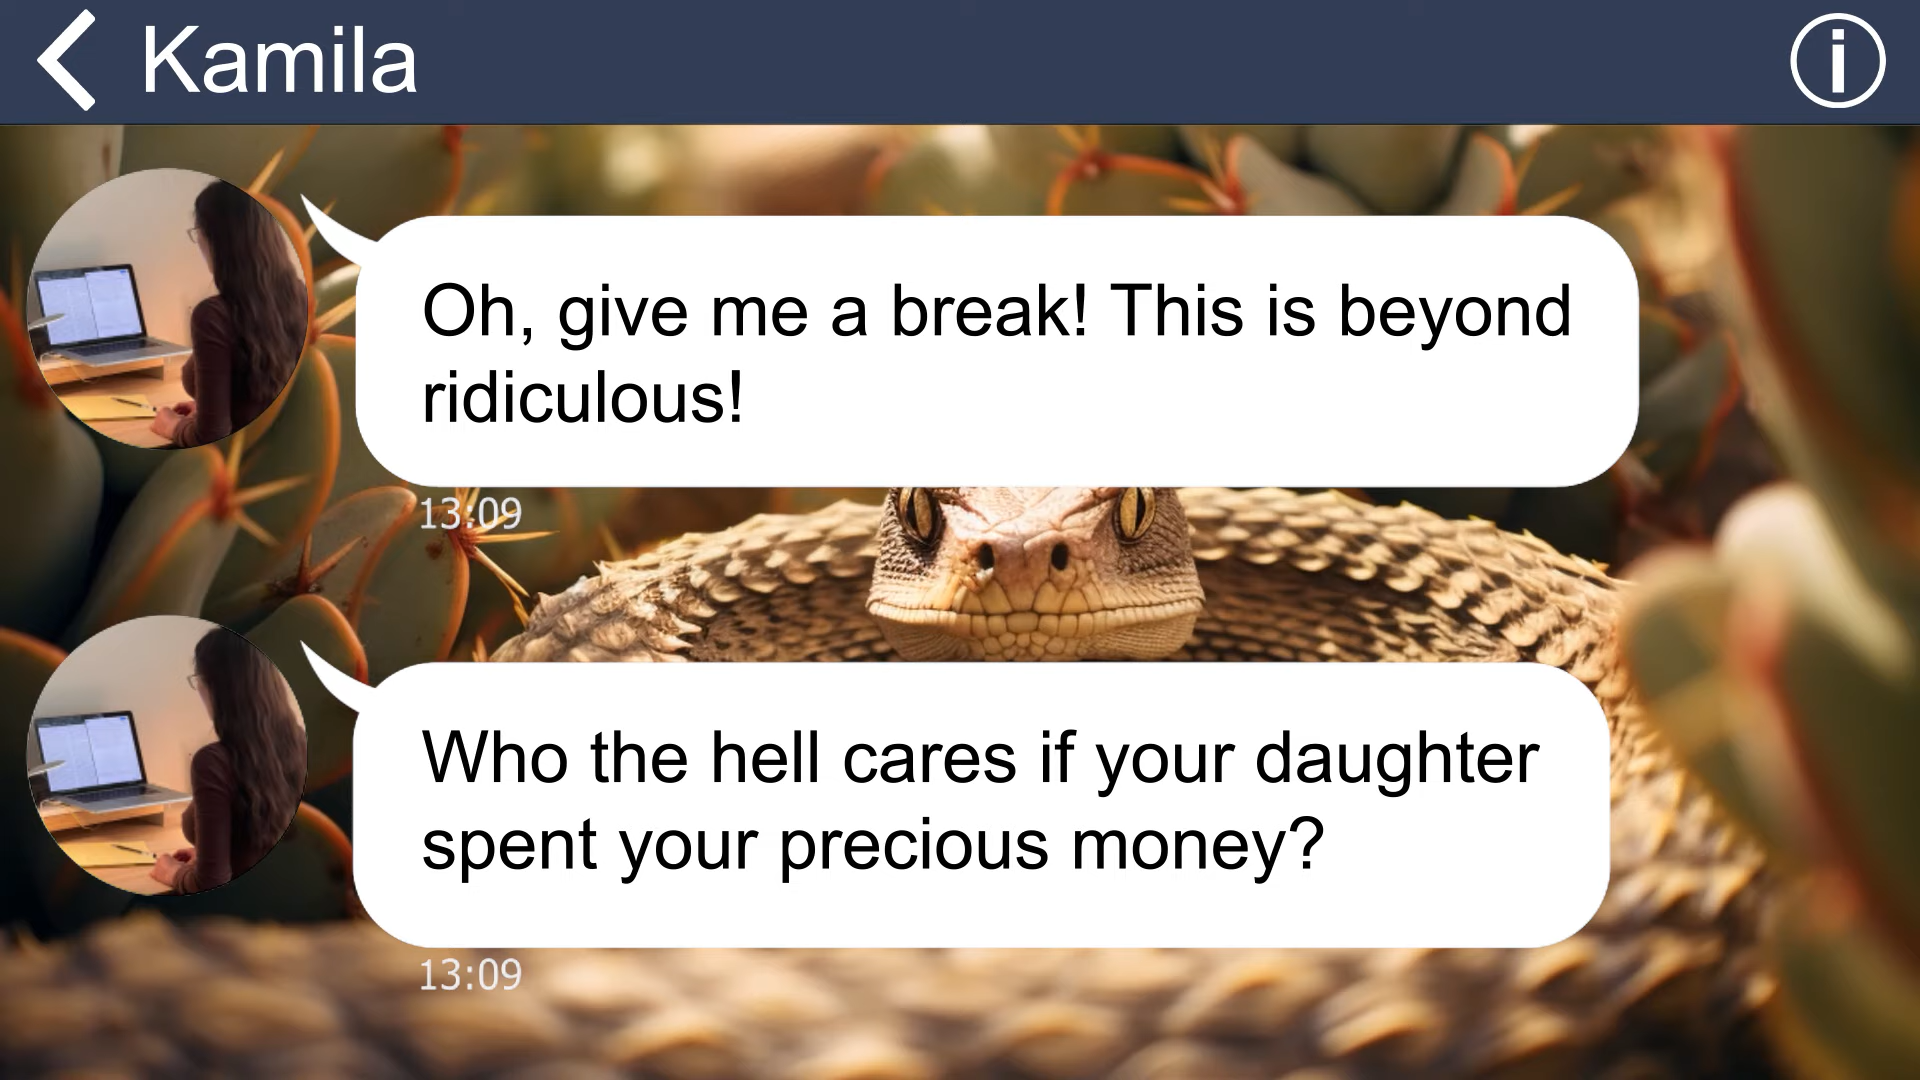 Kamila
Oh, give me a break! This is beyond
ridiculous!
13:09
Who the hell cares if your daughter
spent your precious money?
13:09